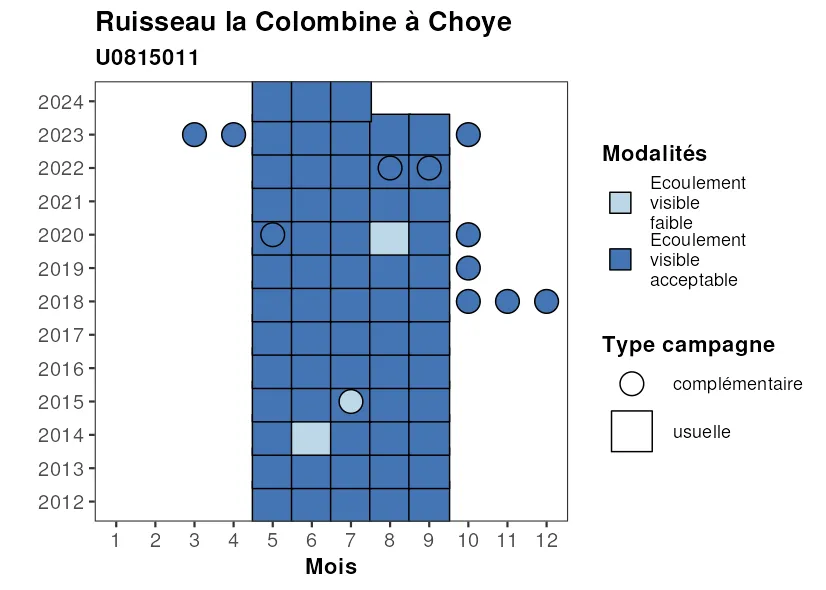 Ruisseau la Colombine à Choye
U0815011
2024
2023
2022
2021
2020
2019
2018
2017
2016
2015
2014
2013
2012
1 2 3 4 5 6 7 8 9 10 11 12
Mois
Modalités
Ecoulement
visible
faible
Ecoulement
visible
acceptable
Type campagne
complémentaire
usuelle